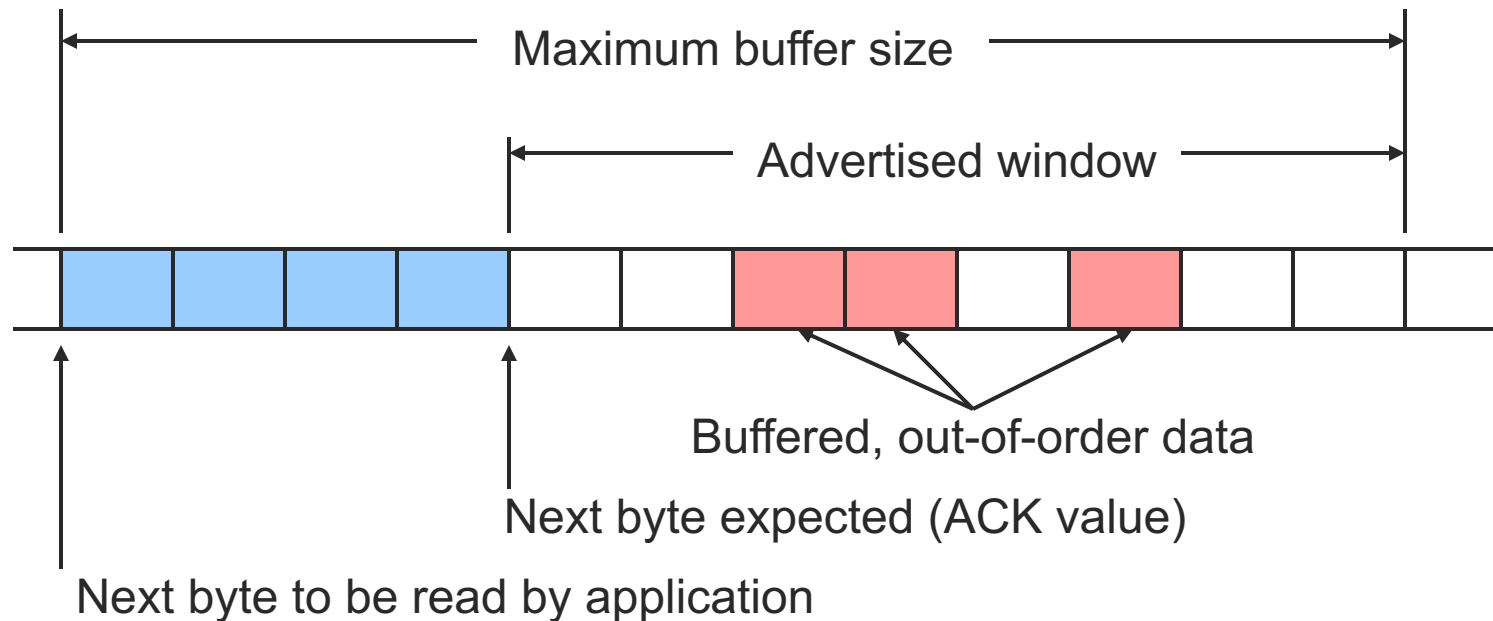 Maximum buffer size
Advertised window
Buffered, out-of-order data
Next byte expected (ACK value)
Next byte to be read by application